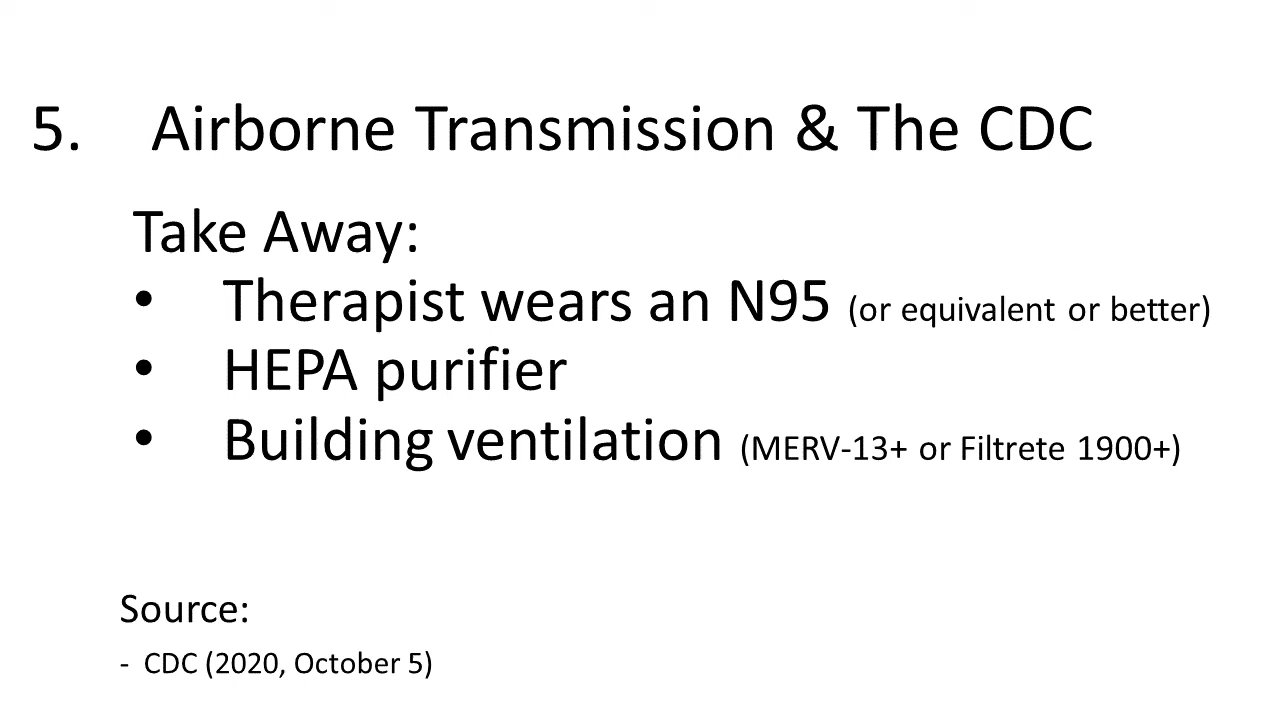 5. Airborne Transmission & The CDC
Take Away:
• Therapist wears an N95 (or equivalent or better)
• HEPA purifier
• Building ventilation (MERV-13+ or Filtrete 1900+)
Source:
- CDC (2020, October 5)